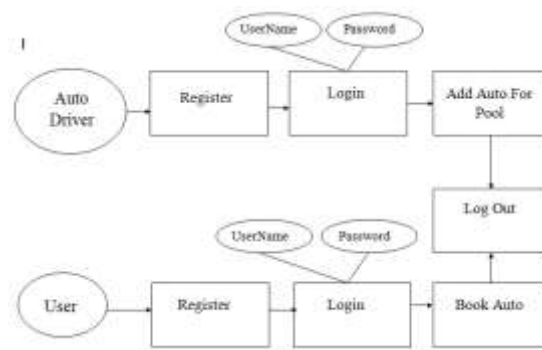 UserName
Password
I
Auto
Driver
Register
Login
Add Auto For
Pool
Log Out
UserName
Password
User
Register
Login
Book Auto